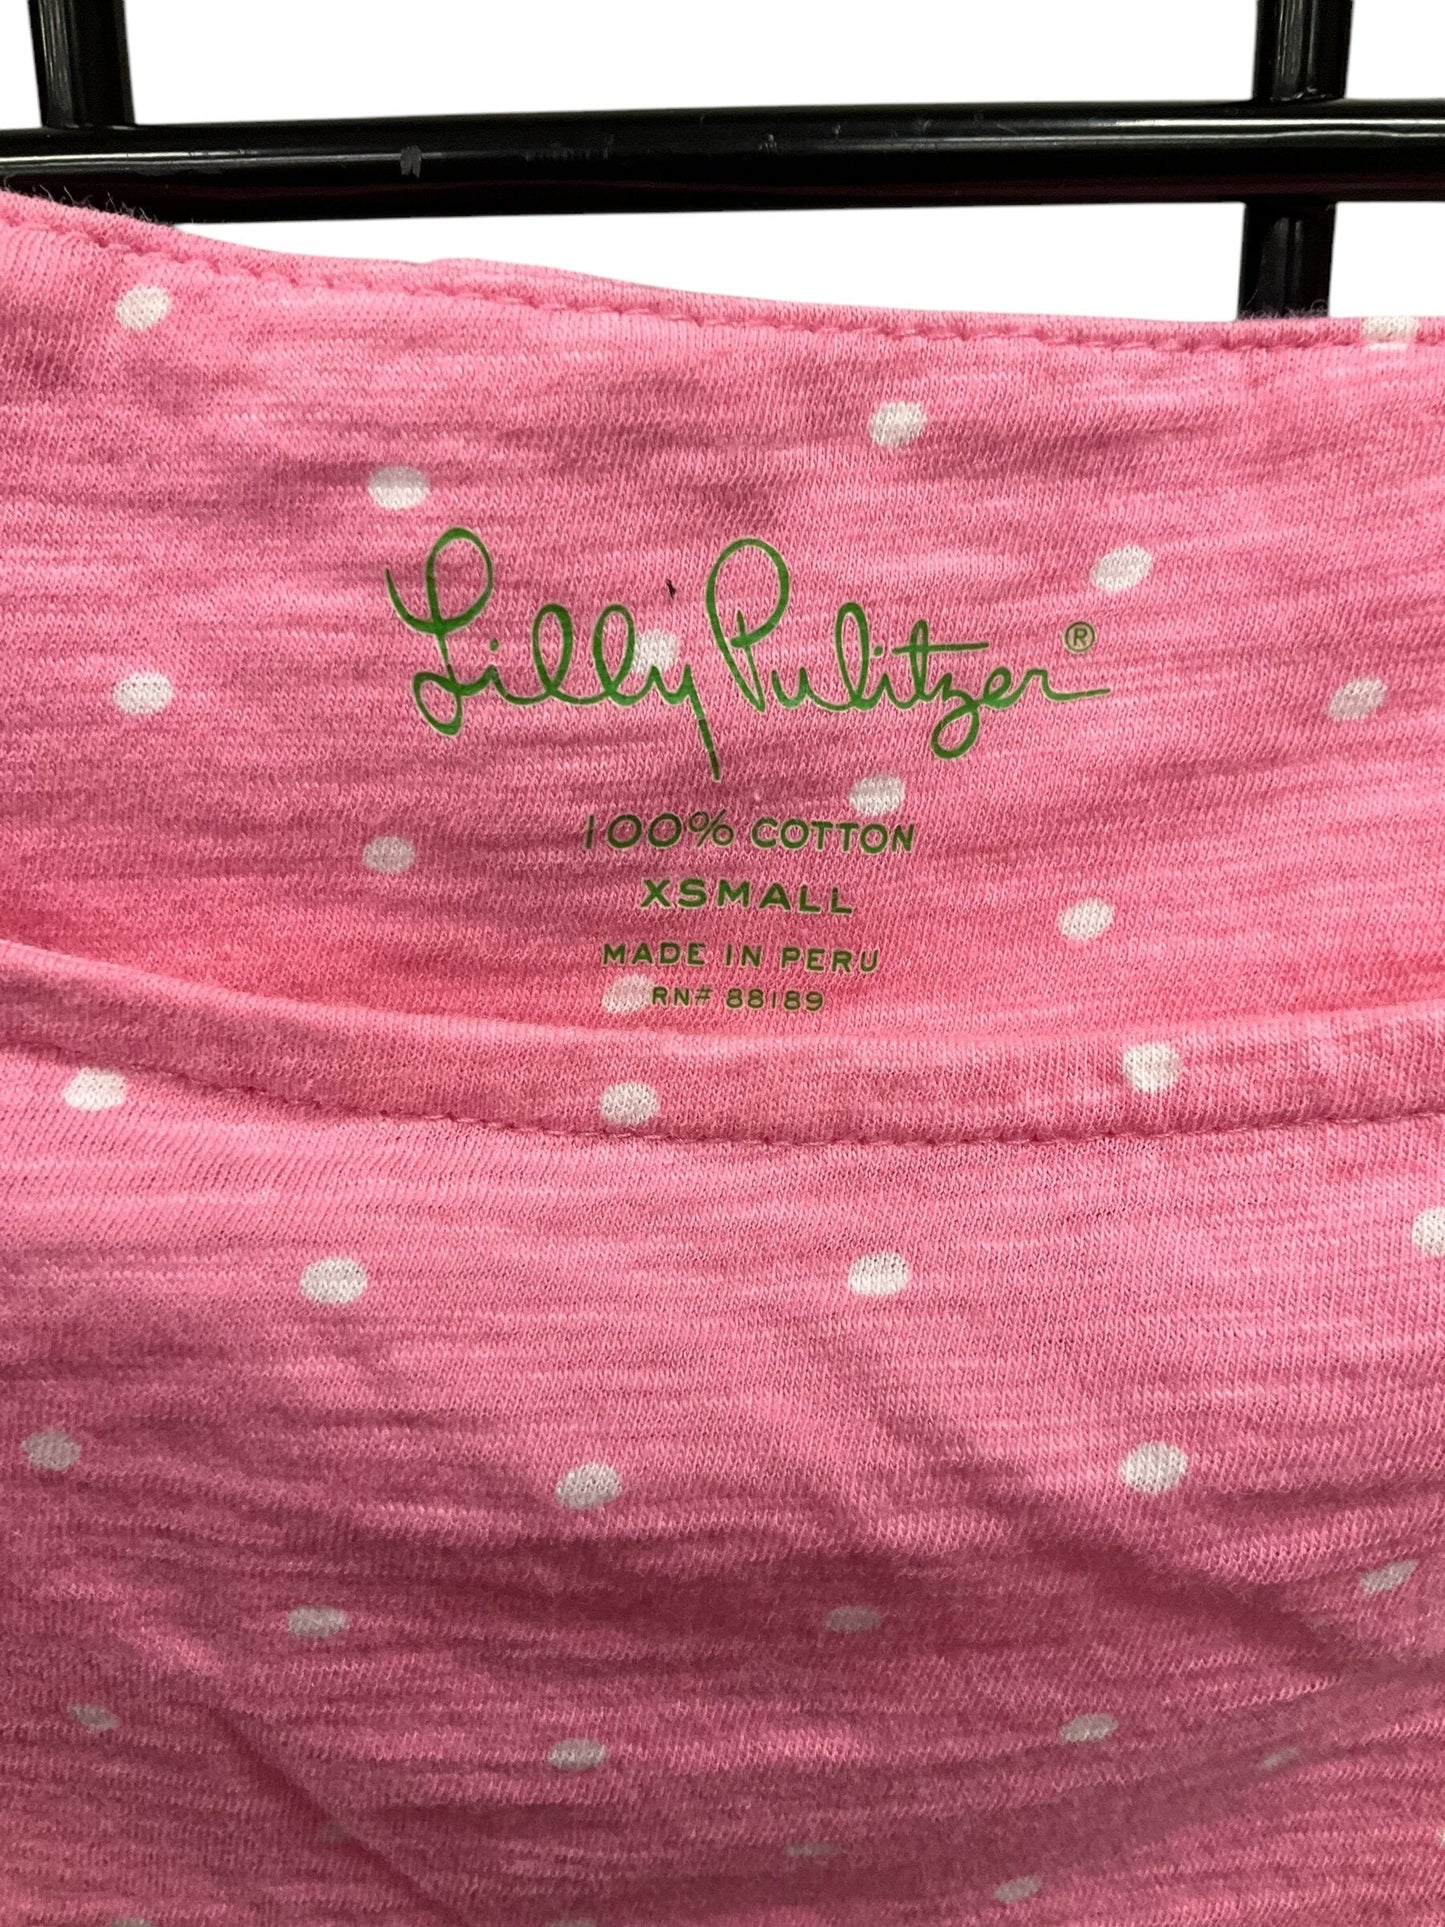 Lilly Pulitzer®
100% COTTON
XSMALL
MADE IN PERU
RN# 88189